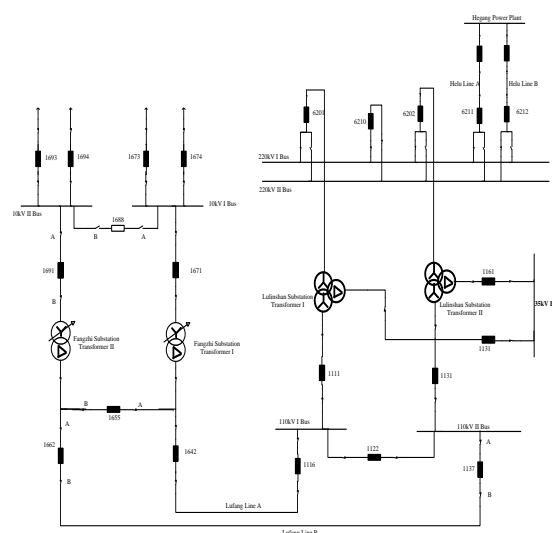 Hegang Power Plant
Helu Line A
Helu Line B
6201
6210
6202
6211
6212
1693
1694
1673
1674
220kV I Bus
220kV II Bus
10kV II Bus
10kV I Bus
1688
A
B
A
1691
1671
B
1161
Lulinshan Substation
Transformer I
Lulinshan Substation
Transformer II
35kV I
Fangzhi Substation
Transformer II
Fangzhi Substation
Transformer I
1131
1111
1131
B
A
1655
A
110kV I Bus
110kV II Bus
1662
1642
1116
1122
A
1137
B
B
Lufang Line A
Lufang Line B